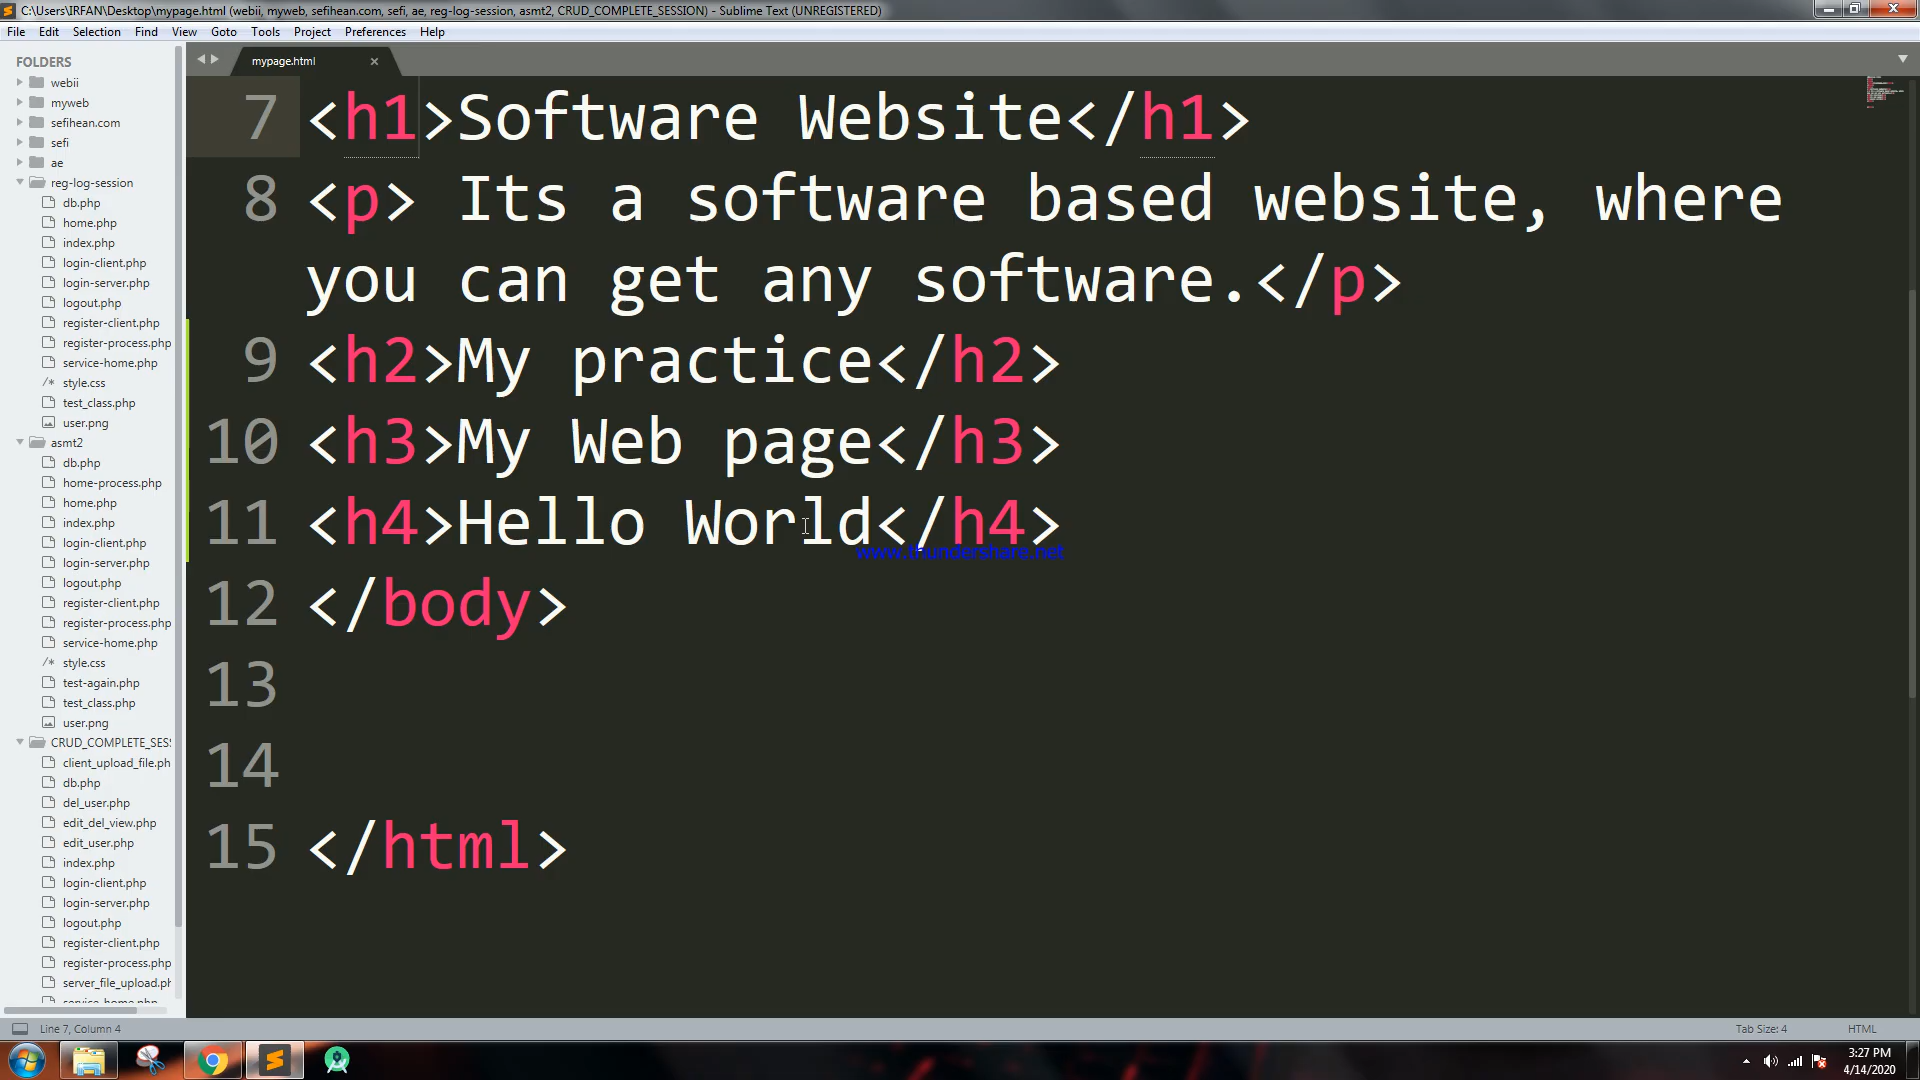 C:\Users\IRFAN\Desktop\mypage.html (webii, myweb, sefihean.com, sefi, ae, reg-log-session, asmt2, CRUD_COMPLETE_SESSION) - Sublime Text (UNREGISTERED)
File Edit Selection Find View Goto Tools Project Preferences Help
FOLDERS
webii
myweb
sefihean.com
sefi
ae
reg-log-session
db.php
home.php
index.php
login-client.php
login-server.php
logout.php
register-client.php
register-process.php
service-home.php
/* style.css
test_class.php
user.png
asmt2
db.php
home-process.php
home.php
index.php
login-client.php
login-server.php
logout.php
register-client.php
register-process.php
service-home.php
/* style.css
test-again.php
test_class.php
user.png
CRUD_COMPLETE_SES
client_upload_file.ph
db.php
del_user.php
edit_del_view.php
edit_user.php
index.php
login-client.php
login-server.php
logout.php
register-client.php
register-process.php
server_file_upload.ph
service-home.php
mypage.html
7 <h1>Software Website</h1>
8 <p> Its a software based website, where
you can get any software.</p>
9 <h2>My practice</h2>
10 <h3>My Web page</h3>
11 <h4>Hello World</h4>
www.thundershare.net
12 </body>
13
14
15 </html>
Line 7, Column 4
Tab Size: 4
HTML
3:27 PM
4/14/2020